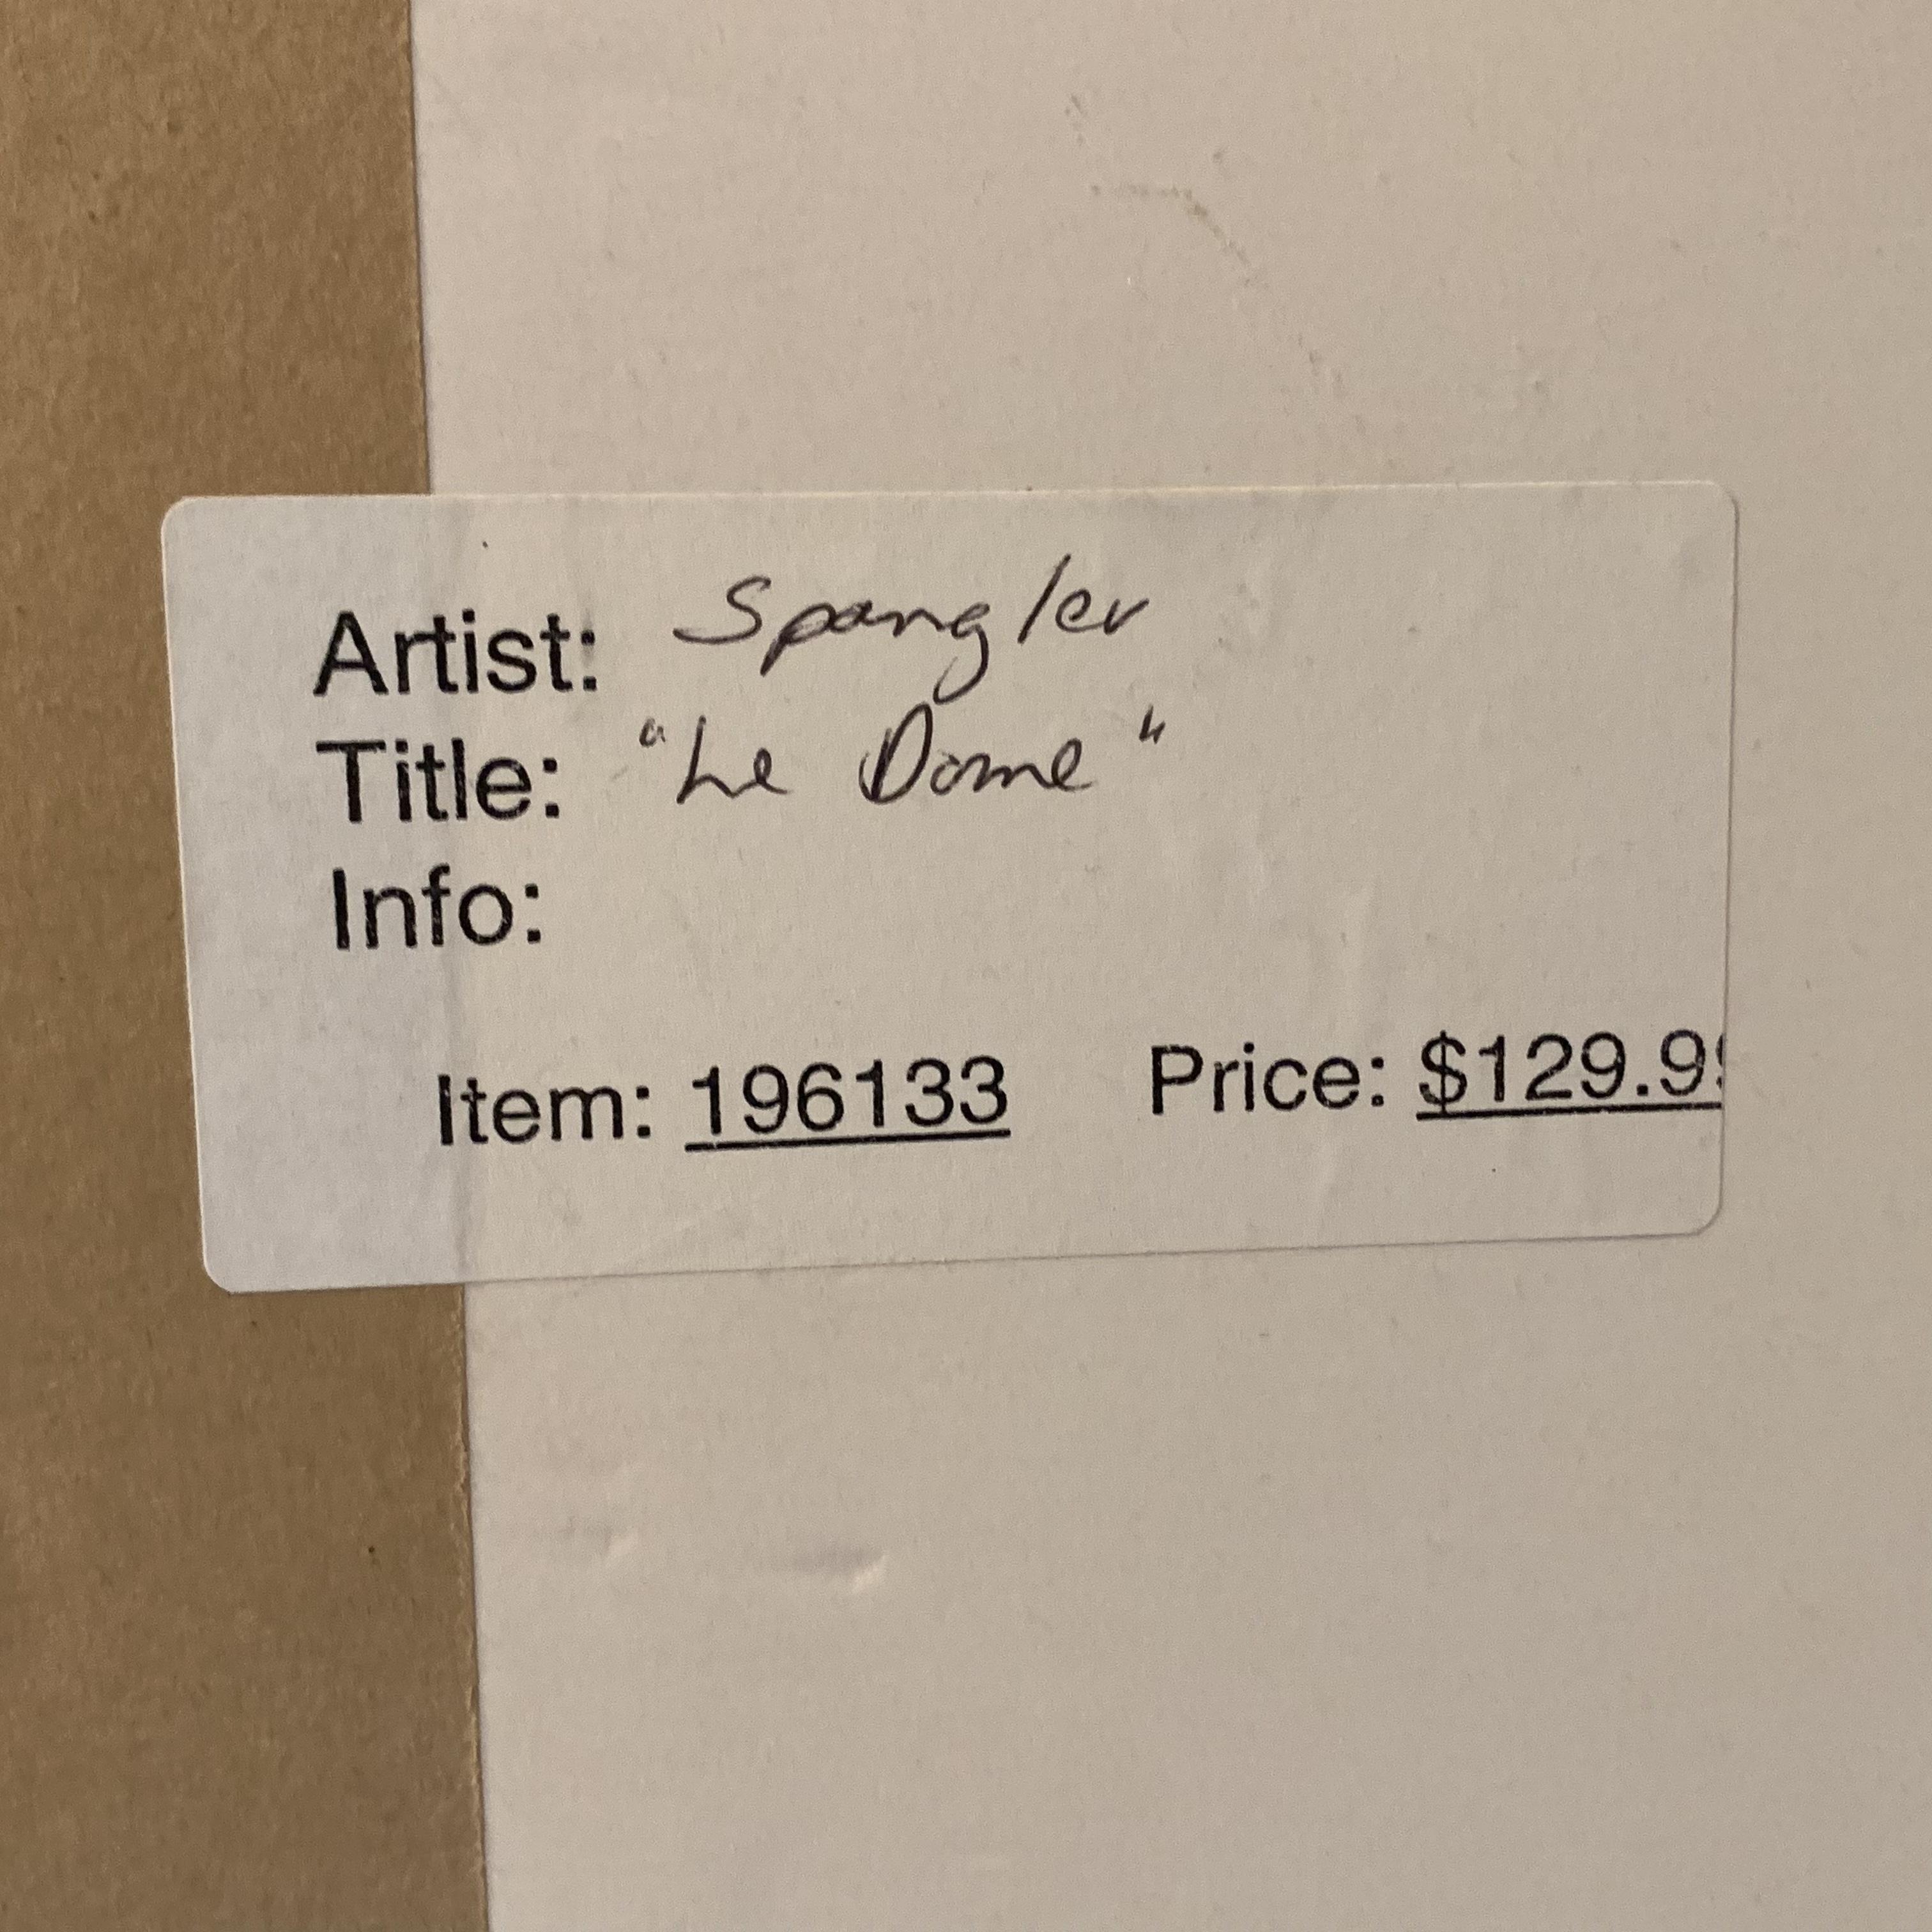 Artist: Spangler
Title: "Le Dome"
Info:
Item: 196133 Price: $129.9